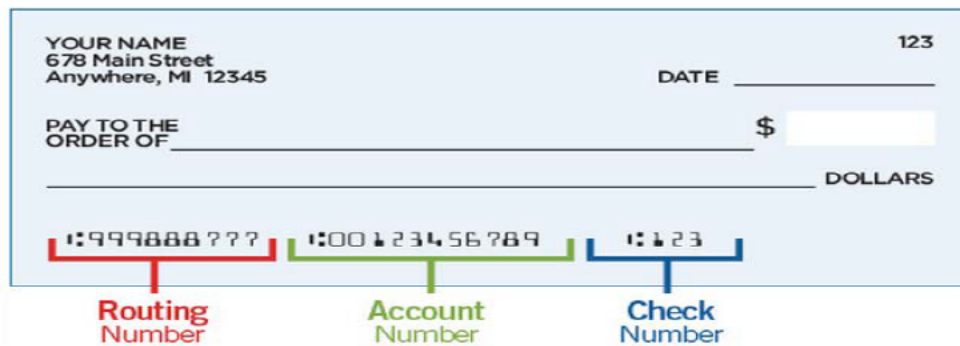 YOUR NAME 123
678 Main Street
Anywhere, MI 12345
DATE
PAY TO THE
ORDER OF $
DOLLARS
⑆999888777 ⑆00123456789 ⑆123
Routing Account Check
Number Number Number